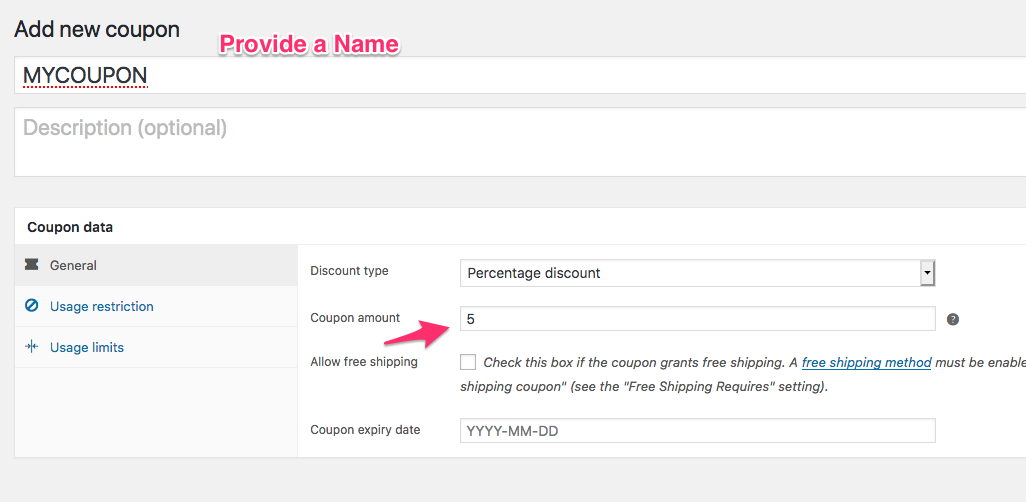 Add new coupon
Provide a Name
MYCOUPON
Description (optional)
Coupon data
General
Usage restriction
Usage limits
Discount type
Percentage discount
Coupon amount
5
?
Allow free shipping
Check this box if the coupon grants free shipping. A free shipping method must be enable
shipping coupon" (see the "Free Shipping Requires" setting).
Coupon expiry date
YYYY-MM-DD